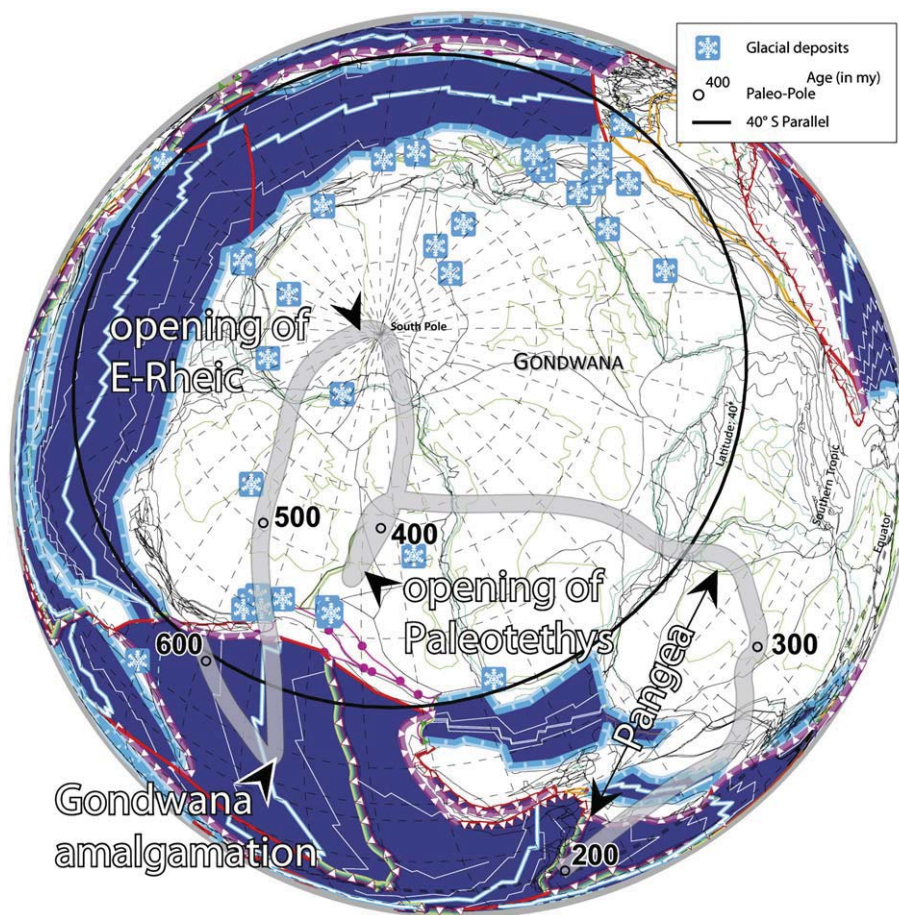 Glacial deposits
400
Age (in my)
Paleo-Pole
40° S Parallel
opening of
E-Rheic
South Pole
GONDWANA
Latitude: 40°
Southern Tropic
Equator
500
400
opening of
Paleotethys
600
300
Pangea
Gondwana
amalgamation
200